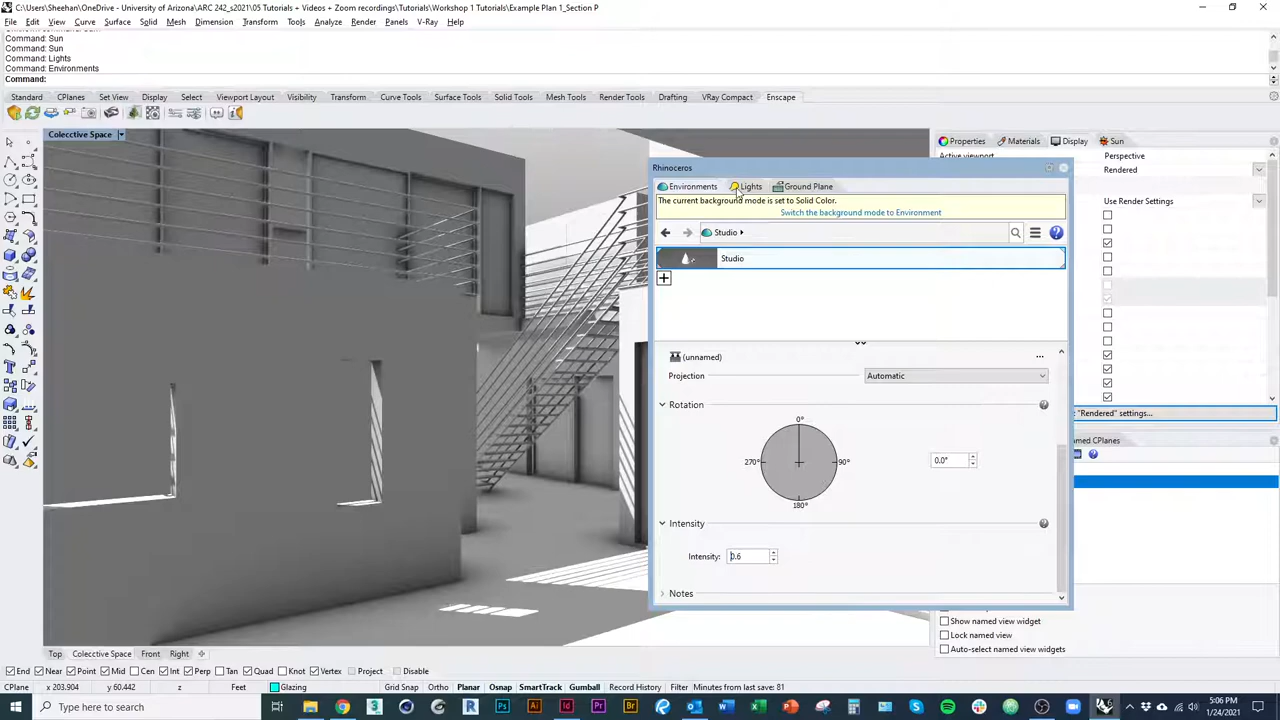 C:\Users\Sheehan\OneDrive - University of Arizona\ARC 242_s2021\05 Tutorials + Videos + Zoom recordings\Tutorials\Workshop 1 Tutorials\Example Plan 1_Section P
File Edit View Curve Surface Solid Mesh Dimension Transform Tools Analyze Render Panels V-Ray Help
Command: Sun
Command: Lights
Command: Environments
Command:
Standard CPlanes Set View Display Select Viewport Layout Visibility Transform Curve Tools Surface Tools Solid Tools Mesh Tools Render Tools Drafting VRay Compact Enscape
Colecctive Space
Properties Materials Display Sun
Active viewport
Perspective
Rendered
Use Render Settings
Rhinoceros
Environments Lights Ground Plane
The current background mode is set to Solid Color.
Switch the background mode to Environment
Studio
Studio
(unnamed)
Projection Automatic
Rotation
0°
270° 90° 0.0°
180°
Intensity
Intensity: 0.6
Notes
"Rendered" settings...
amed CPlanes
Show named view widget
Lock named view
Auto-select named view widgets
Top Colecctive Space Front Right
End Near Point Mid Cen Int Perp Tan Quad Knot Vertex Project Disable
CPlane x 203.904 y 60.442 z Feet Glazing Grid Snap Ortho Planar Osnap SmartTrack Gumball Record History Filter Minutes from last save: 81
Type here to search
5:06 PM
1/24/2021